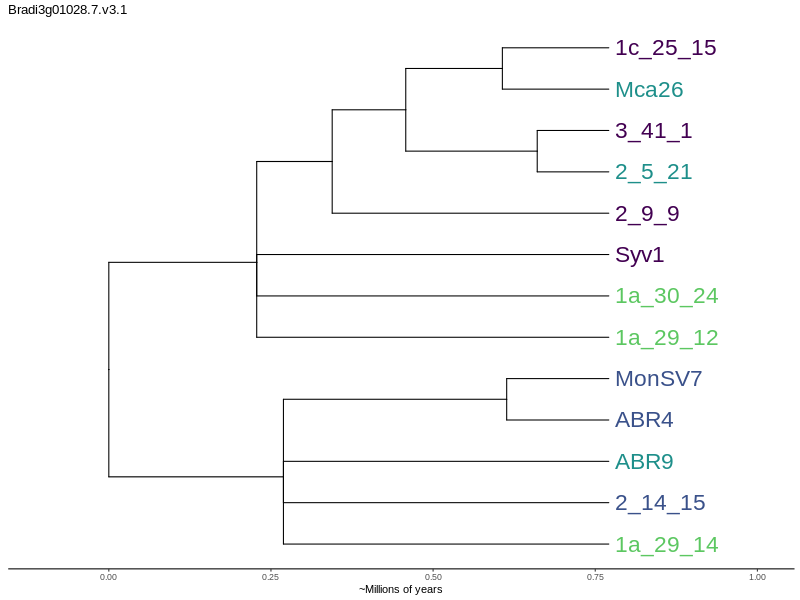 Bradi3g01028.7.v3.1
1c_25_15
Mca26
3_41_1
2_5_21
2_9_9
Syv1
1a_30_24
1a_29_12
MonSV7
ABR4
ABR9
2_14_15
1a_29_14
0.00 0.25 0.50 0.75 1.00
~Millions of years